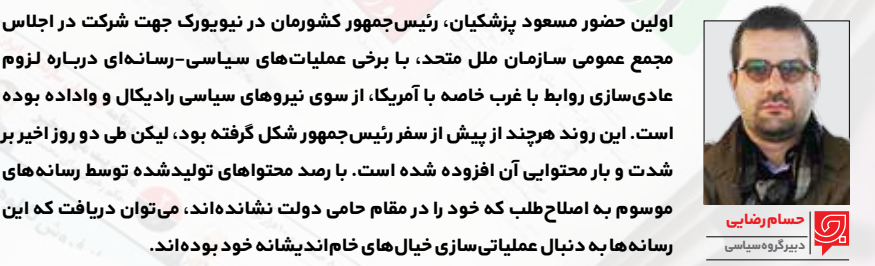 اولین حضور مسعود پزشکیان، رئیس‌جمهور کشورمان در نیویورک جهت شرکت در اجلاس
مجمع عمومی سازمان ملل متحد، با برخی عملیات‌های سیاسی-رسانه‌ای درباره لزوم
عادی‌سازی روابط با غرب خاصه با آمریکا، از سوی نیروهای سیاسی رادیکال و واداده بوده
است. این روند هرچند از پیش از سفر رئیس‌جمهور شکل گرفته بود، لیکن طی دو روز اخیر بر
شدت و بار محتوایی آن افزوده شده است. با رصد محتواهای تولیدشده توسط رسانه‌های
موسوم به اصلاح‌طلب که خود را در مقام حامی دولت نشانده‌اند، می‌توان دریافت که این
رسانه‌ها به دنبال عملیاتی‌سازی خیال‌های خام‌اندیشانه خود بوده‌اند.
حسام رضایی
دبیر گروه سیاسی